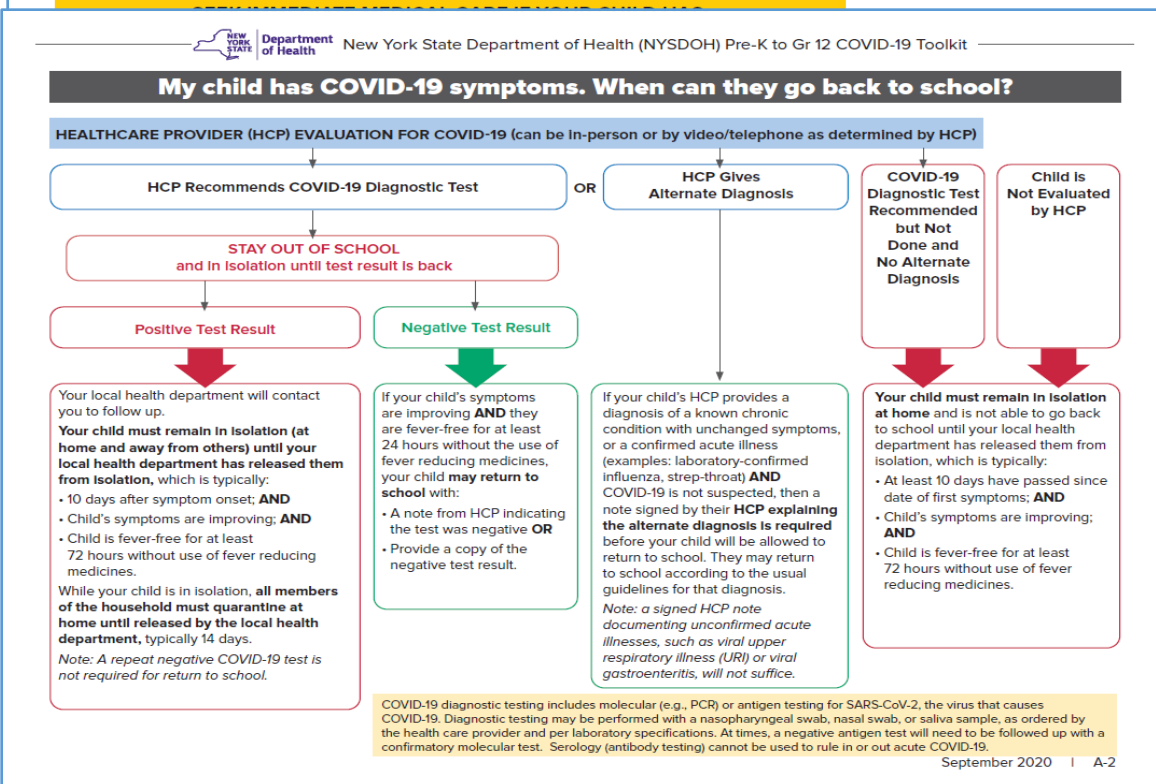 SEEK IMMEDIATE MEDICAL CARE IF YOUR CHILD HAS
NEW
YORK
STATE
Department
of Health
New York State Department of Health (NYSDOH) Pre-K to Gr 12 COVID-19 Toolkit
My child has COVID-19 symptoms. When can they go back to school?
HEALTHCARE PROVIDER (HCP) EVALUATION FOR COVID-19 (can be in-person or by video/telephone as determined by HCP)
HCP Recommends COVID-19 Diagnostic Test
OR
HCP Gives
Alternate Diagnosis
COVID-19
Diagnostic Test
Recommended
but Not
Done and
No Alternate
Diagnosis
Child is
Not Evaluated
by HCP
STAY OUT OF SCHOOL
and in isolation until test result is back
Positive Test Result
Negative Test Result
Your local health department will contact
you to follow up.
Your child must remain in isolation (at
home and away from others) until your
local health department has released them
from isolation, which is typically:
• 10 days after symptom onset; AND
• Child's symptoms are improving; AND
• Child is fever-free for at least
72 hours without use of fever reducing
medicines.
While your child is in isolation, all members
of the household must quarantine at
home until released by the local health
department, typically 14 days.
Note: A repeat negative COVID-19 test is
not required for return to school.
If your child's symptoms
are improving AND they
are fever-free for at least
24 hours without the use of
fever reducing medicines,
your child may return to
school with:
• A note from HCP indicating
the test was negative OR
• Provide a copy of the
negative test result.
If your child's HCP provides a
diagnosis of a known chronic
condition with unchanged symptoms,
or a confirmed acute illness
(examples: laboratory-confirmed
influenza, strep-throat) AND
COVID-19 is not suspected, then a
note signed by their HCP explaining
the alternate diagnosis is required
before your child will be allowed to
return to school. They may return
to school according to the usual
guidelines for that diagnosis.
Note: a signed HCP note
documenting unconfirmed acute
illnesses, such as viral upper
respiratory illness (URI) or viral
gastroenteritis, will not suffice.
Your child must remain in isolation
at home and is not able to go back
to school until your local health
department has released them from
isolation, which is typically:
• At least 10 days have passed since
date of first symptoms; AND
• Child's symptoms are improving;
AND
• Child is fever-free for at least
72 hours without use of fever
reducing medicines.
COVID-19 diagnostic testing includes molecular (e.g., PCR) or antigen testing for SARS-CoV-2, the virus that causes
COVID-19. Diagnostic testing may be performed with a nasopharyngeal swab, nasal swab, or saliva sample, as ordered by
the health care provider and per laboratory specifications. At times, a negative antigen test will need to be followed up with a
confirmatory molecular test. Serology (antibody testing) cannot be used to rule in or out acute COVID-19.
September 2020 | A-2